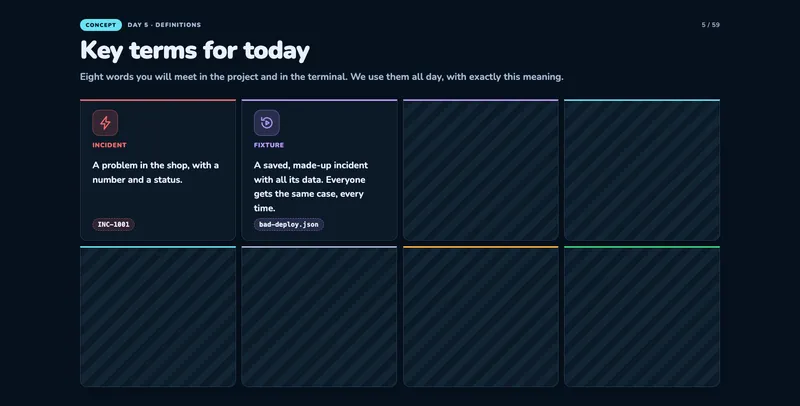 CONCEPT DAY 5 · DEFINITIONS 5 / 59
Key terms for today
Eight words you will meet in the project and in the terminal. We use them all day, with exactly this meaning.
INCIDENT
A problem in the shop, with a
number and a status.
INC-1001
FIXTURE
A saved, made-up incident
with all its data. Everyone
gets the same case, every
time.
bad-deploy.json